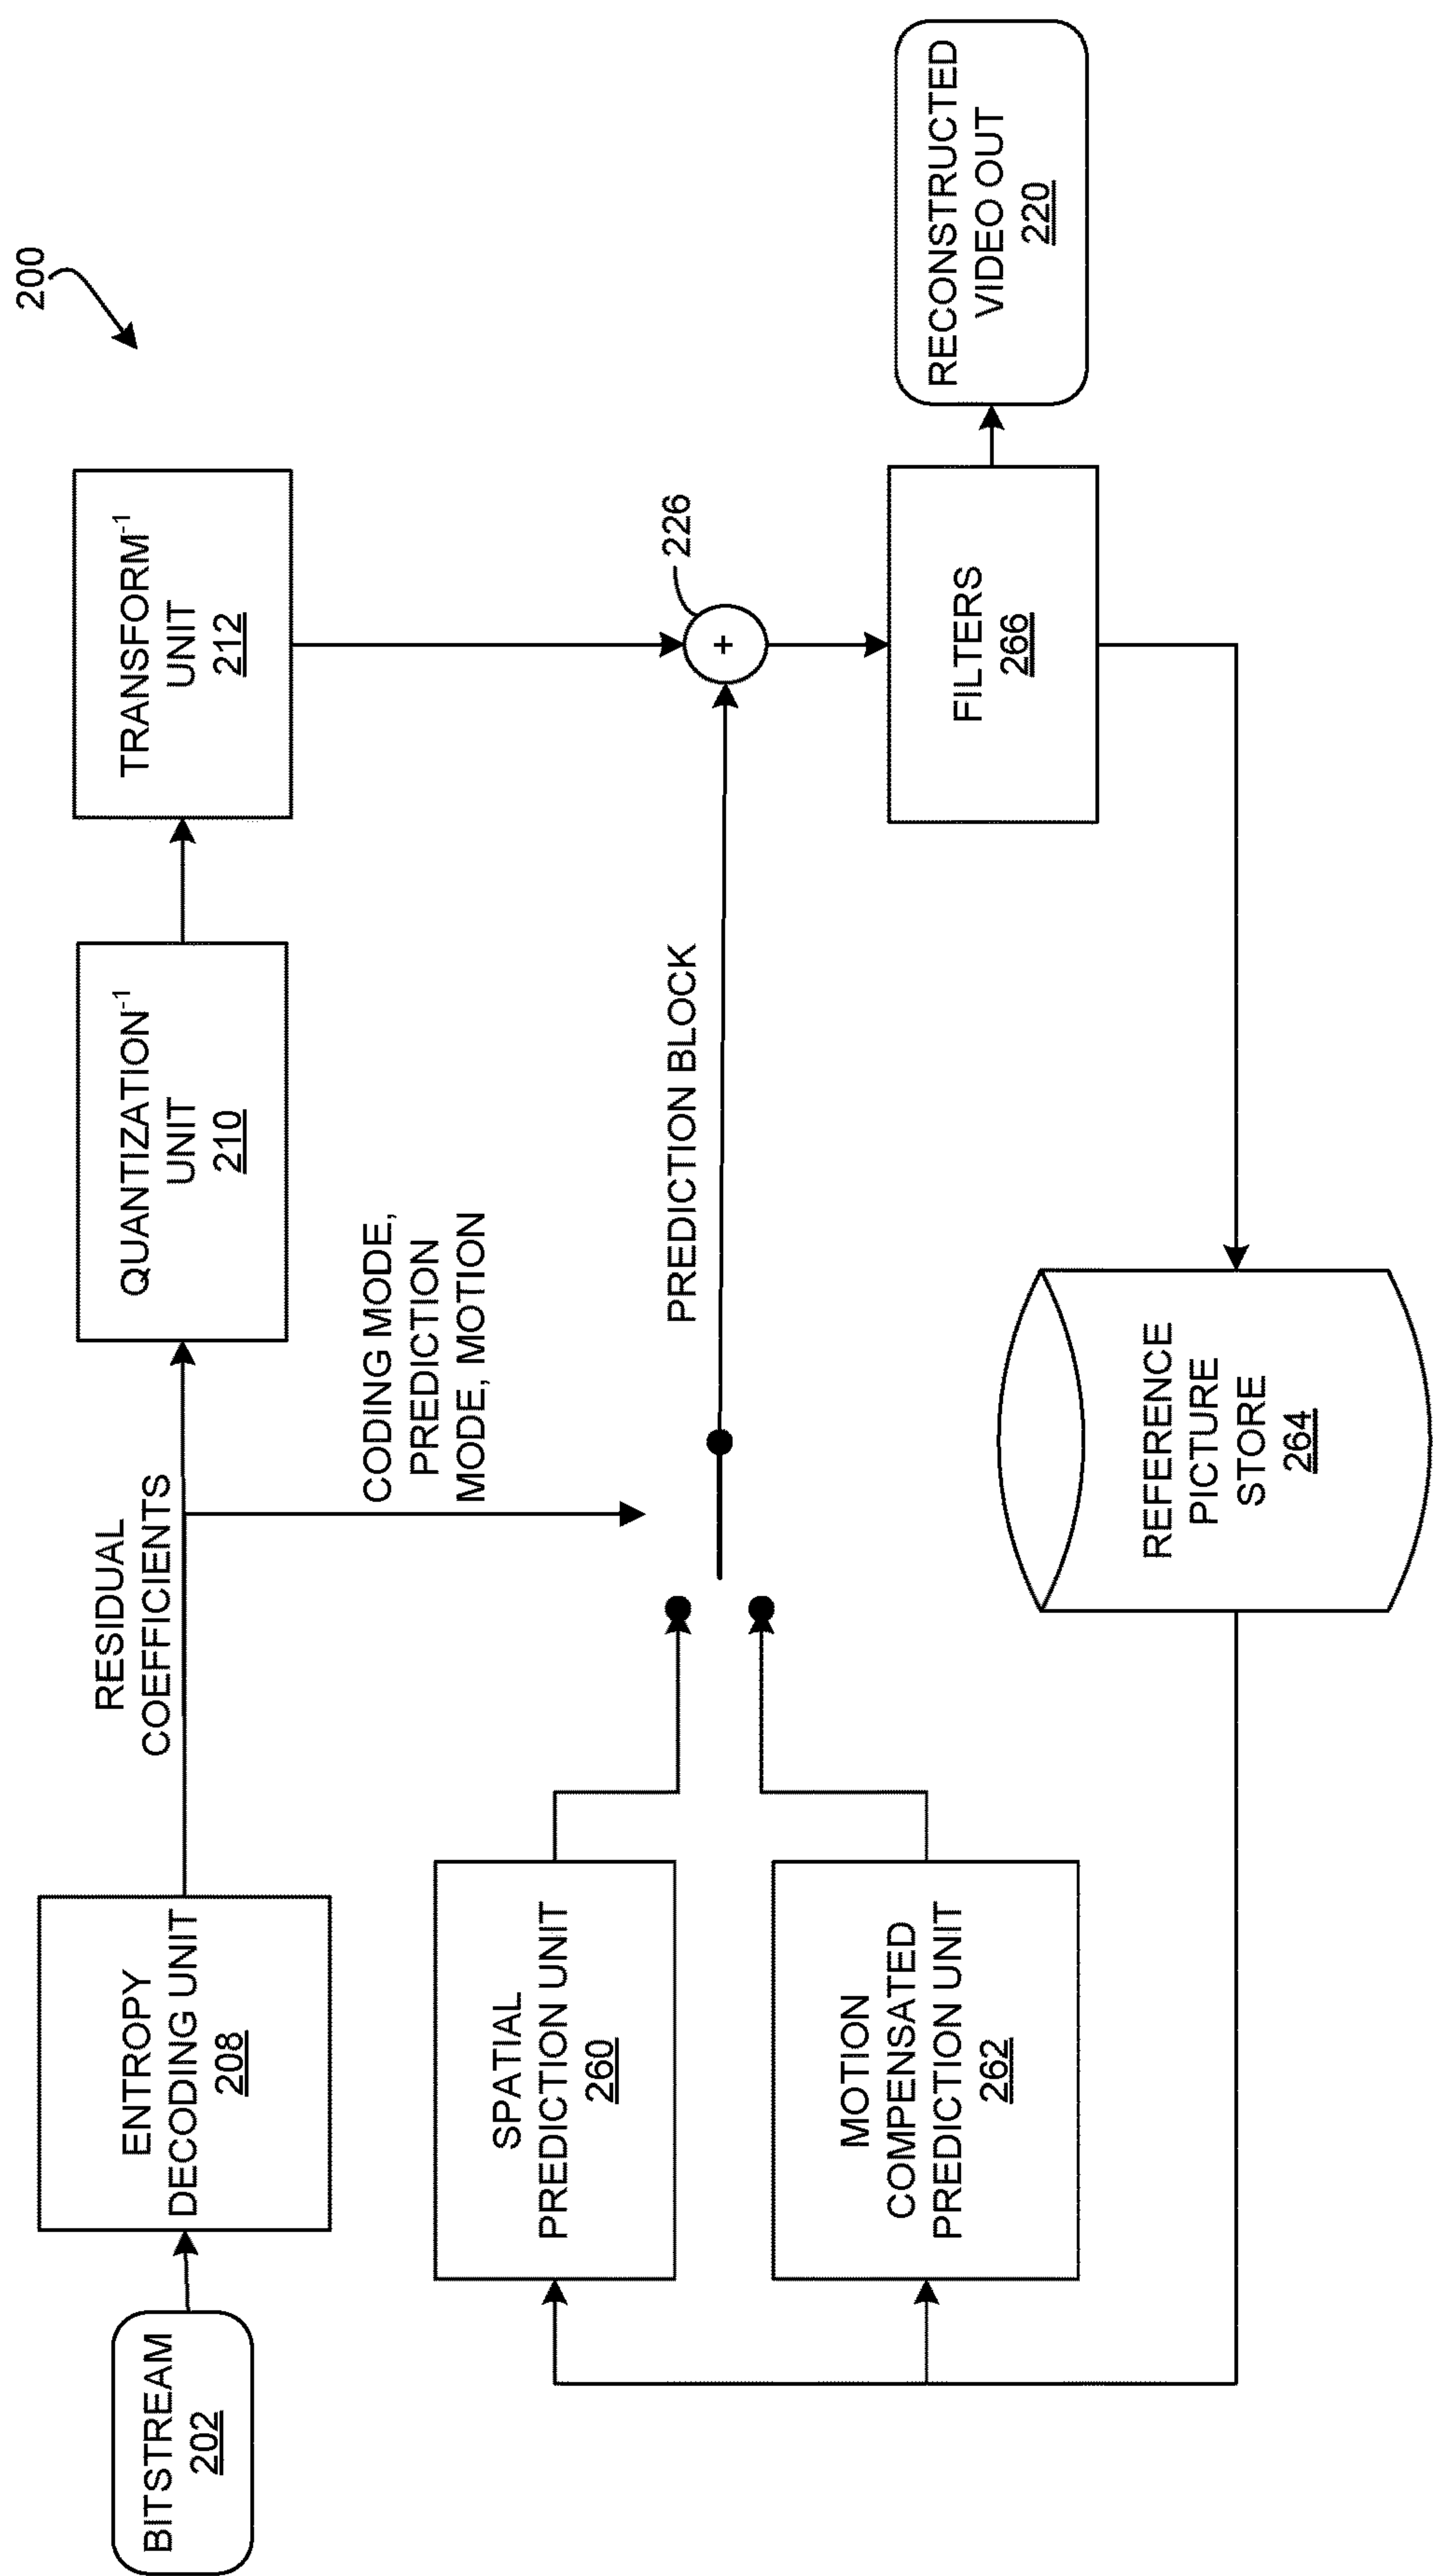 200
BITSTREAM
202
ENTROPY
DECODING UNIT
208
RESIDUAL
COEFFICIENTS
QUANTIZATION⁻¹
UNIT
210
TRANSFORM⁻¹
UNIT
212
CODING MODE,
PREDICTION
MODE, MOTION
SPATIAL
PREDICTION UNIT
260
MOTION
COMPENSATED
PREDICTION UNIT
262
PREDICTION BLOCK
+
226
FILTERS
266
RECONSTRUCTED
VIDEO OUT
220
REFERENCE
PICTURE
STORE
264